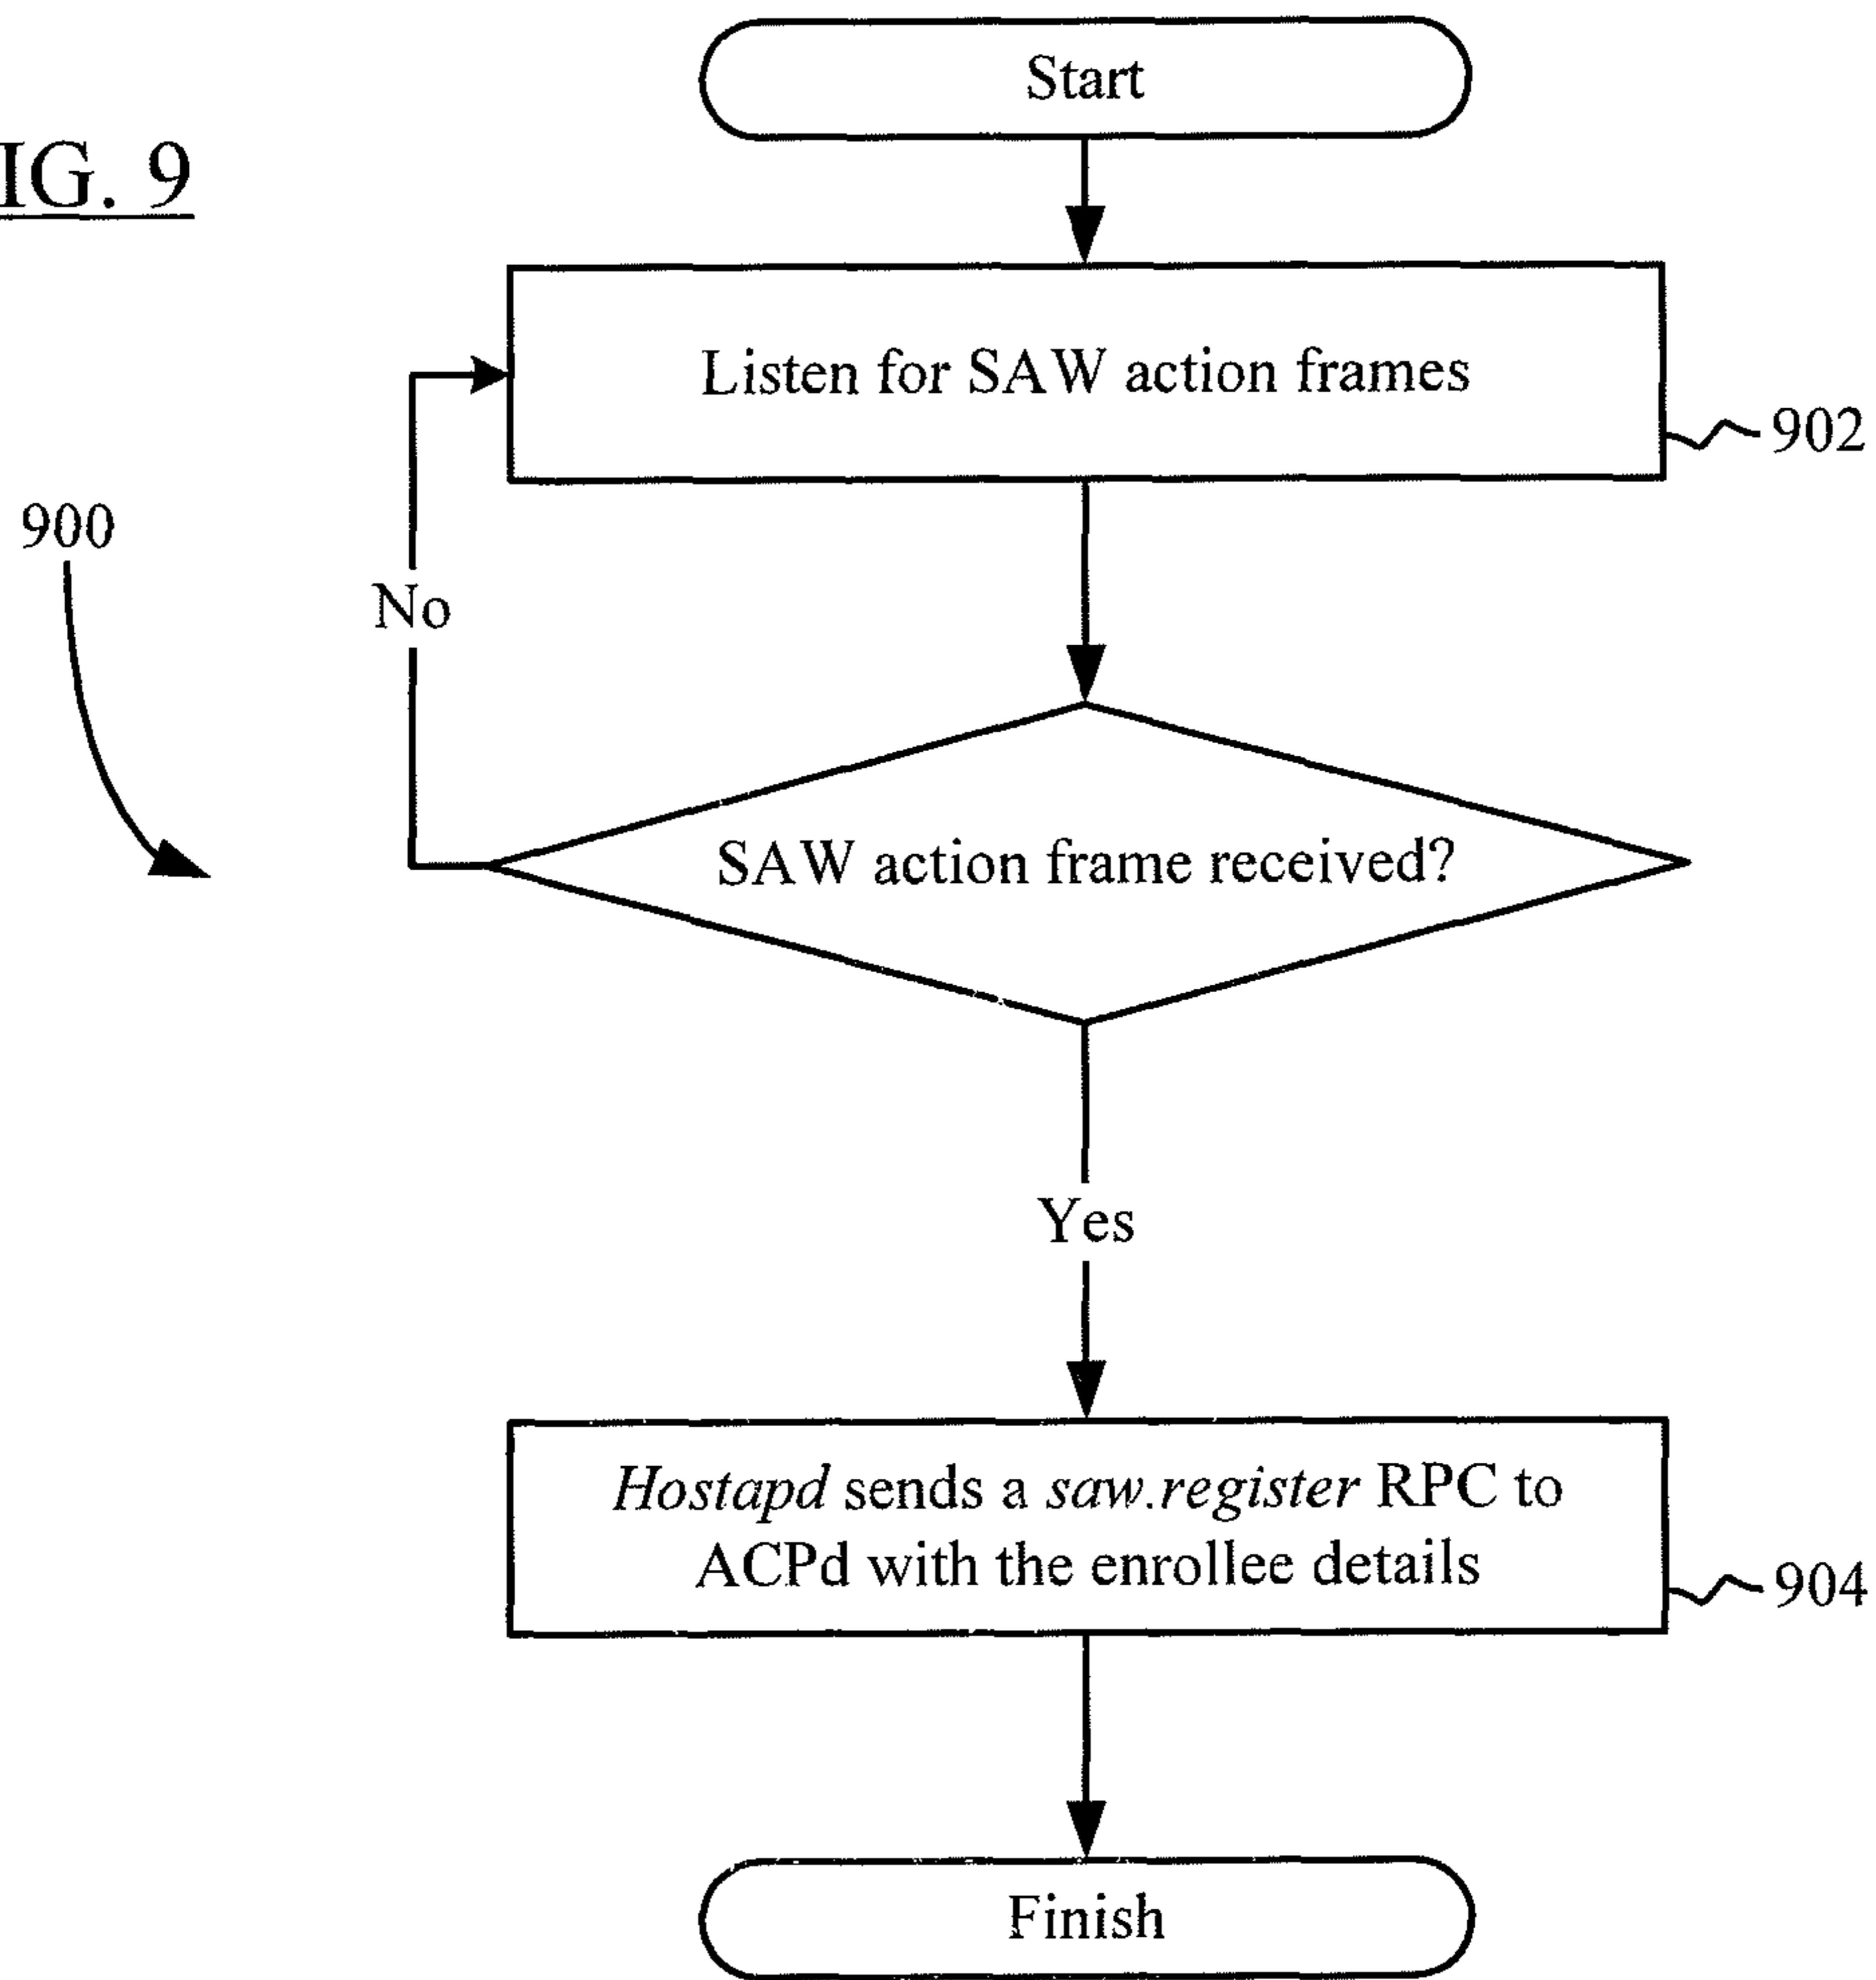 Start
IG. 9
Listen for SAW action frames
902
900
No
SAW action frame received?
Yes
Hostapd sends a saw.register RPC to
ACPd with the enrollee details
904
Finish